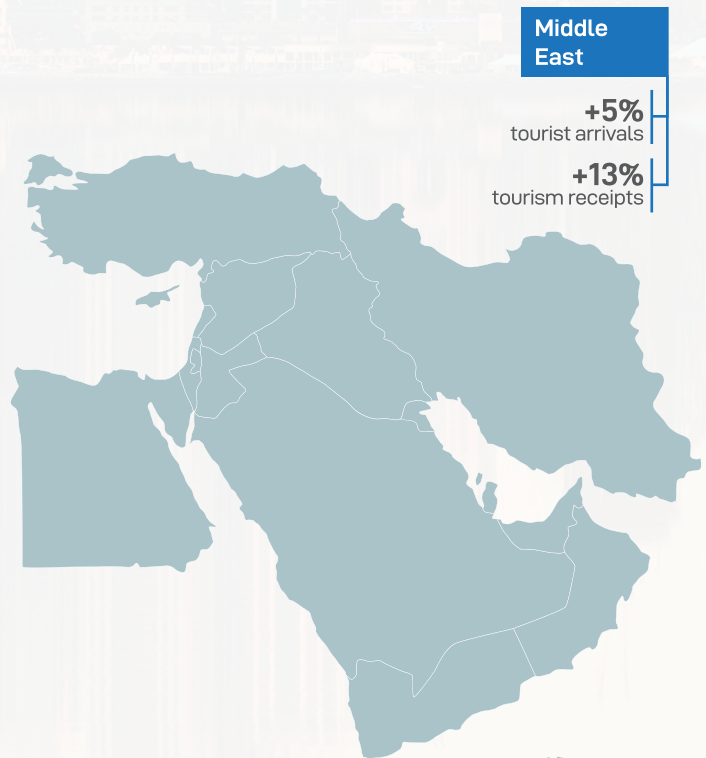 Middle
East
+5%
tourist arrivals
+13%
tourism receipts